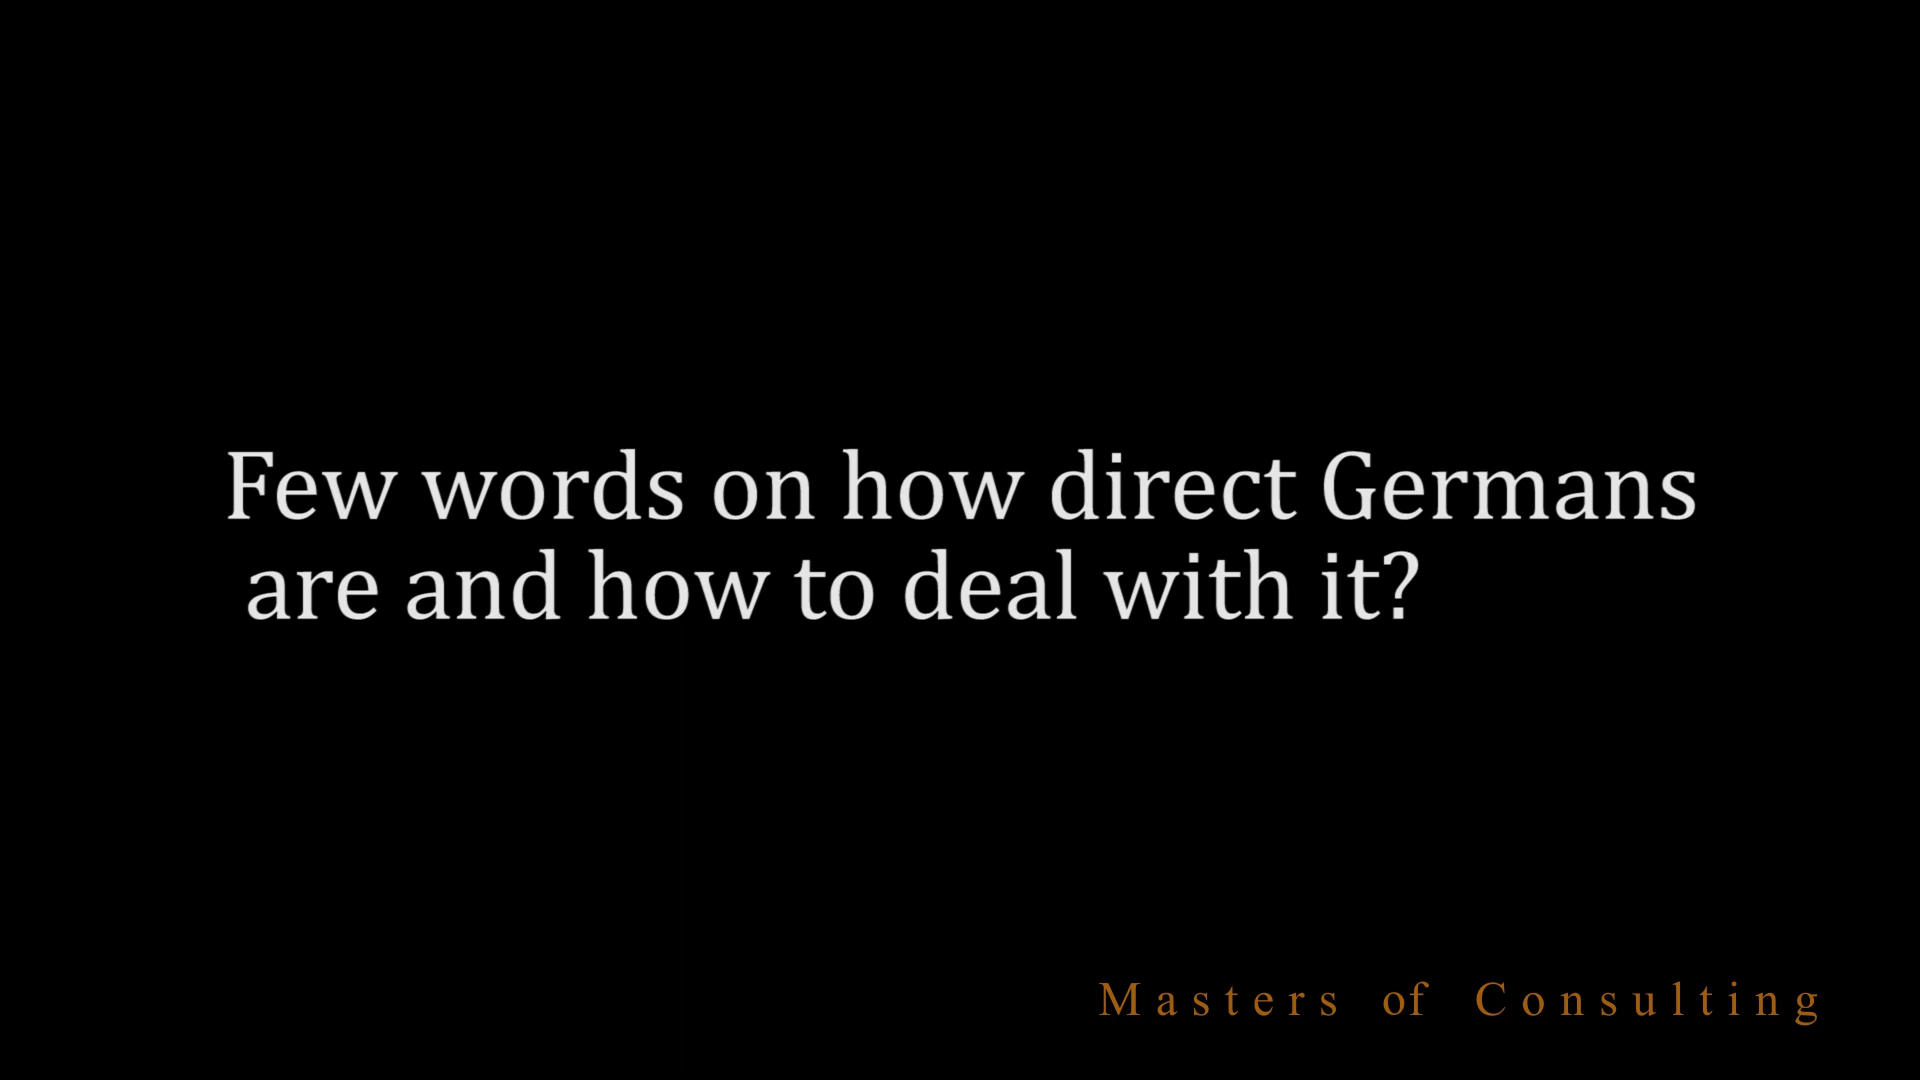 Few words on how direct Germans
are and how to deal with it?
Masters of Consulting